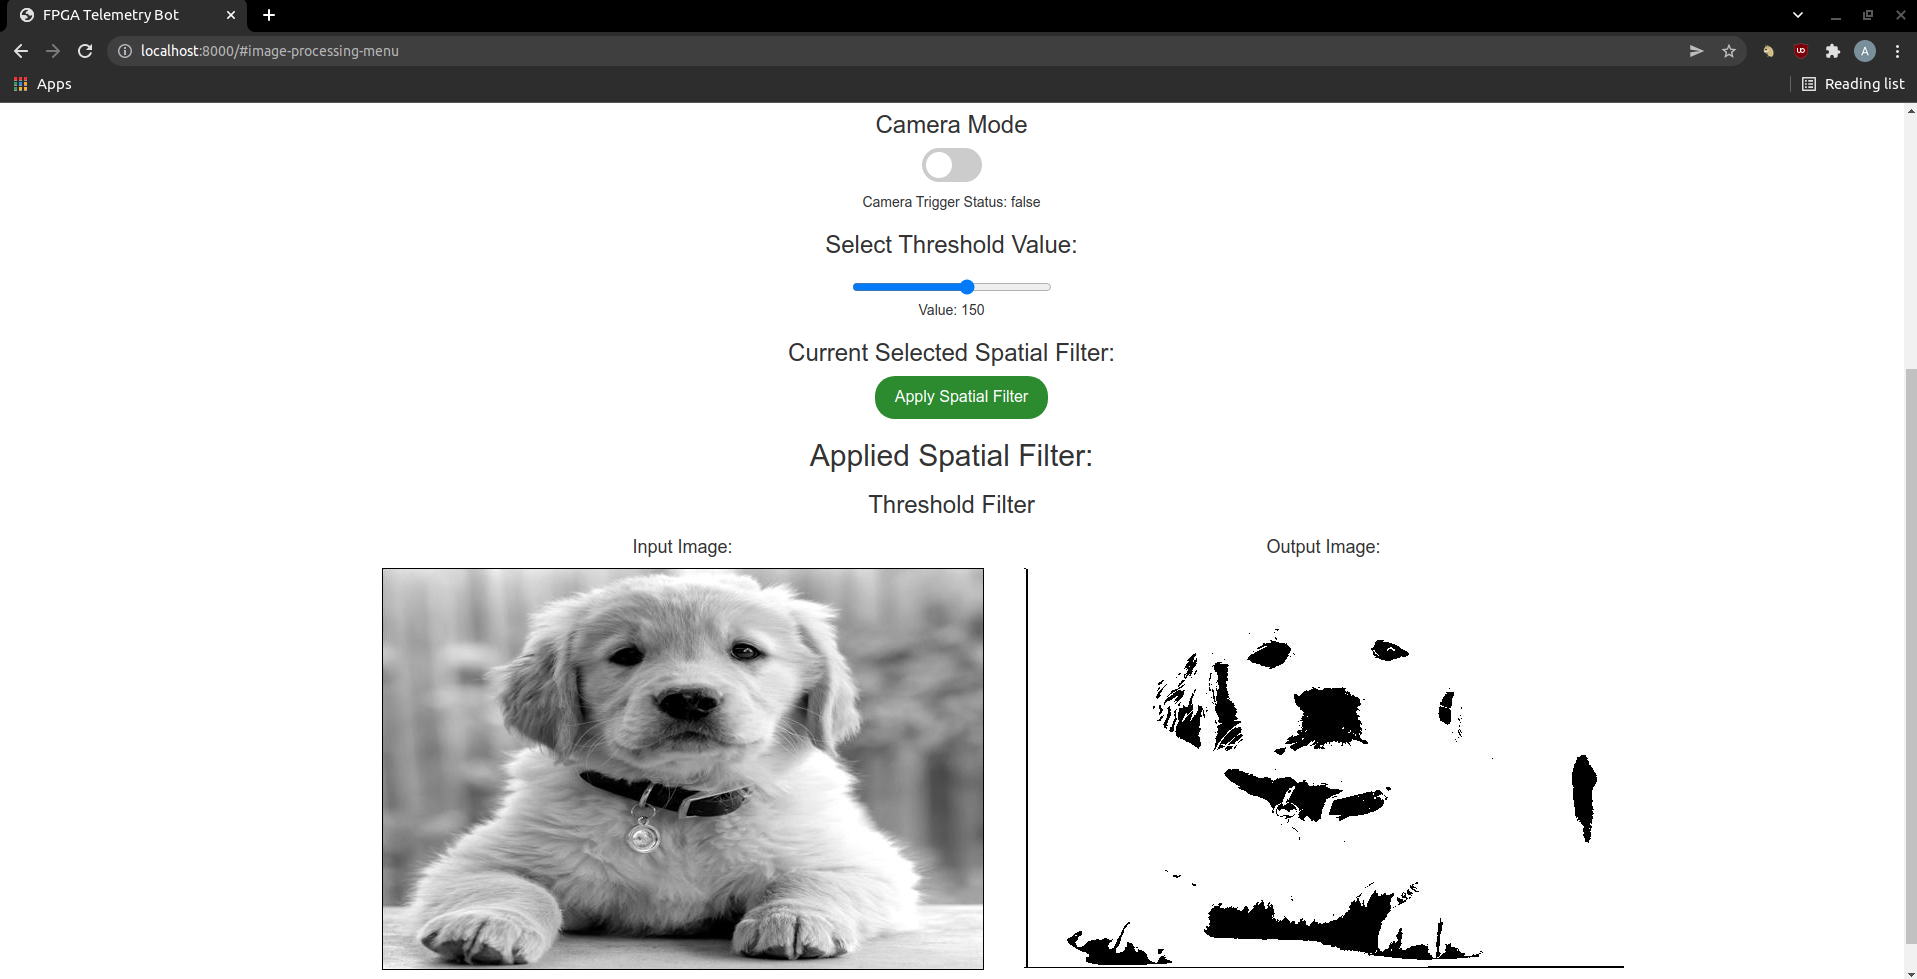 FPGA Telemetry Bot
localhost:8000/#image-processing-menu
A
Apps
Reading list
Camera Mode
Camera Trigger Status: false
Select Threshold Value:
Value: 150
Current Selected Spatial Filter:
Apply Spatial Filter
Applied Spatial Filter:
Threshold Filter
Input Image:
Output Image: